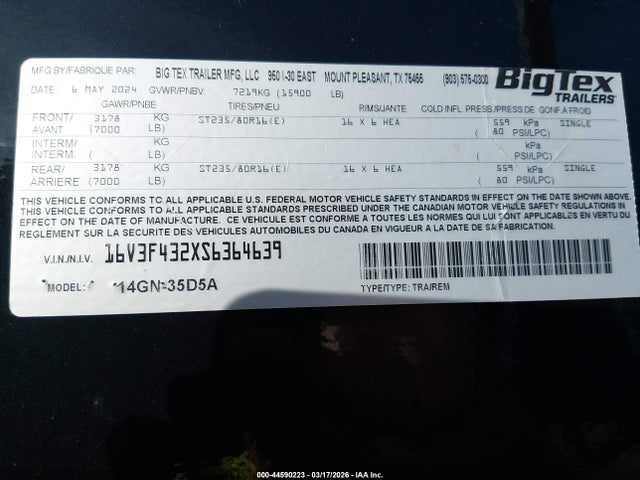 MFG BY/FABRIQUE PAR: BIG TEX TRAILER MFG, LLC 950 I-30 EAST MOUNT PLEASANT, TX 75455 (903) 575-0300 BigTex TRAILERS
DATE: 6 MAY 2024 GVWR/PNBV: 7219KG (15900 LB)
GAWR/PNBE TIRES/PNEU. RIMS/JANTE COLD INFL PRESS/PRESS DE GONF A FROID
FRONT/ 3178 KG ST235/80R16(E) 16 X 6 HEA 559 kPa SINGLE
AVANT (7000 LB) ( 80 PSI/LPC)
INTERM/ KG kPa
INTERM. ( LB) ( PSI/LPC)
REAR/ 3178 KG ST235/80R16(E) 16 X 6 HEA 559 kPa SINGLE
ARRIERE (7000 LB) ( 80 PSI/LPC)
THIS VEHICLE CONFORMS TO ALL APPLICABLE U.S. FEDERAL MOTOR VEHICLE SAFETY STANDARDS IN EFFECT ON THE
DATE OF MANUFACTURE SHOWN ABOVE. THIS VEHICLE CONFORMS TO ALL
APPLICABLE STANDARDS PRESCRIBED UNDER THE CANADIAN MOTOR VEHICLE SAFETY REGULATIONS IN
EFFECT ON THE DATE OF MANUFACTURE / CE VEHICULE EST CONFORME A TOUTES LES NORMES QUI LUI SONT APPLICABLES EN VERTU DU
REGLEMENT SUR LA SECURITE DES VEHICULES AUTOMOBILES DU CANADA EN VIGUEUR A LA DATE DE SA FABRICATION.
V.I.N./N.I.V. 16V3F432XS6364639
MODEL: 14GN-35D5A TYPE/TYPE: TRA/REM
000-44590223 - 03/17/2026 - IAA Inc.